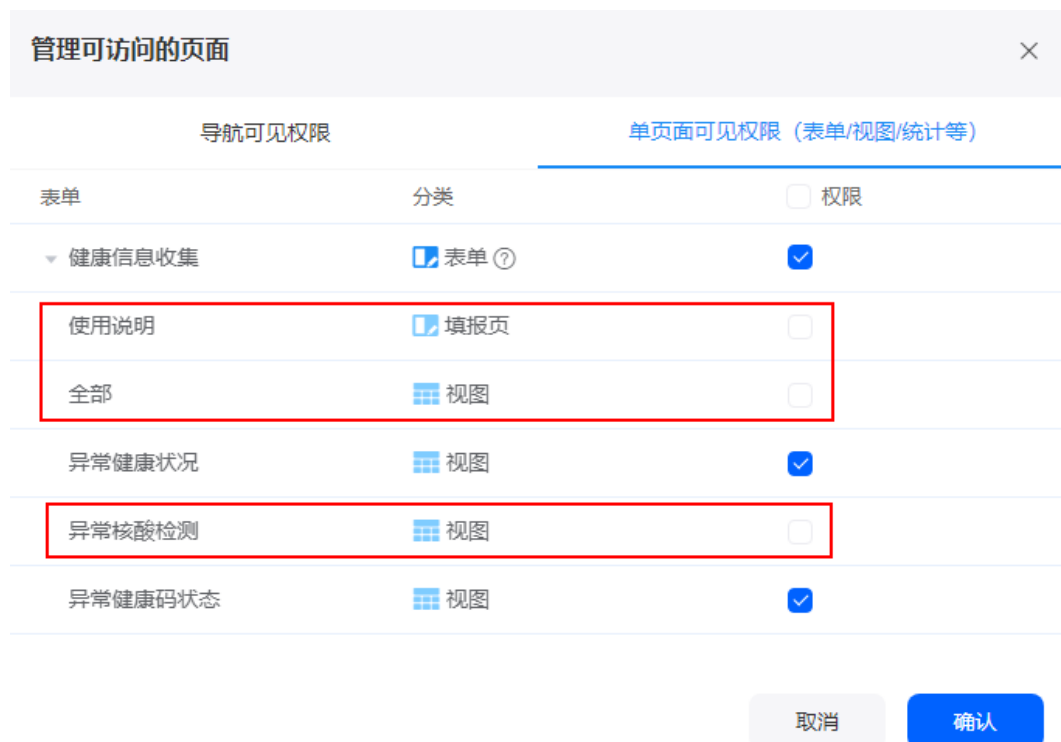 管理可访问的页面
导航可见权限 单页面可见权限（表单/视图/统计等）
表单 分类 权限
健康信息收集 表单 ?
使用说明 填报页
全部 视图
异常健康状况 视图
异常核酸检测 视图
异常健康码状态 视图
取消 确认